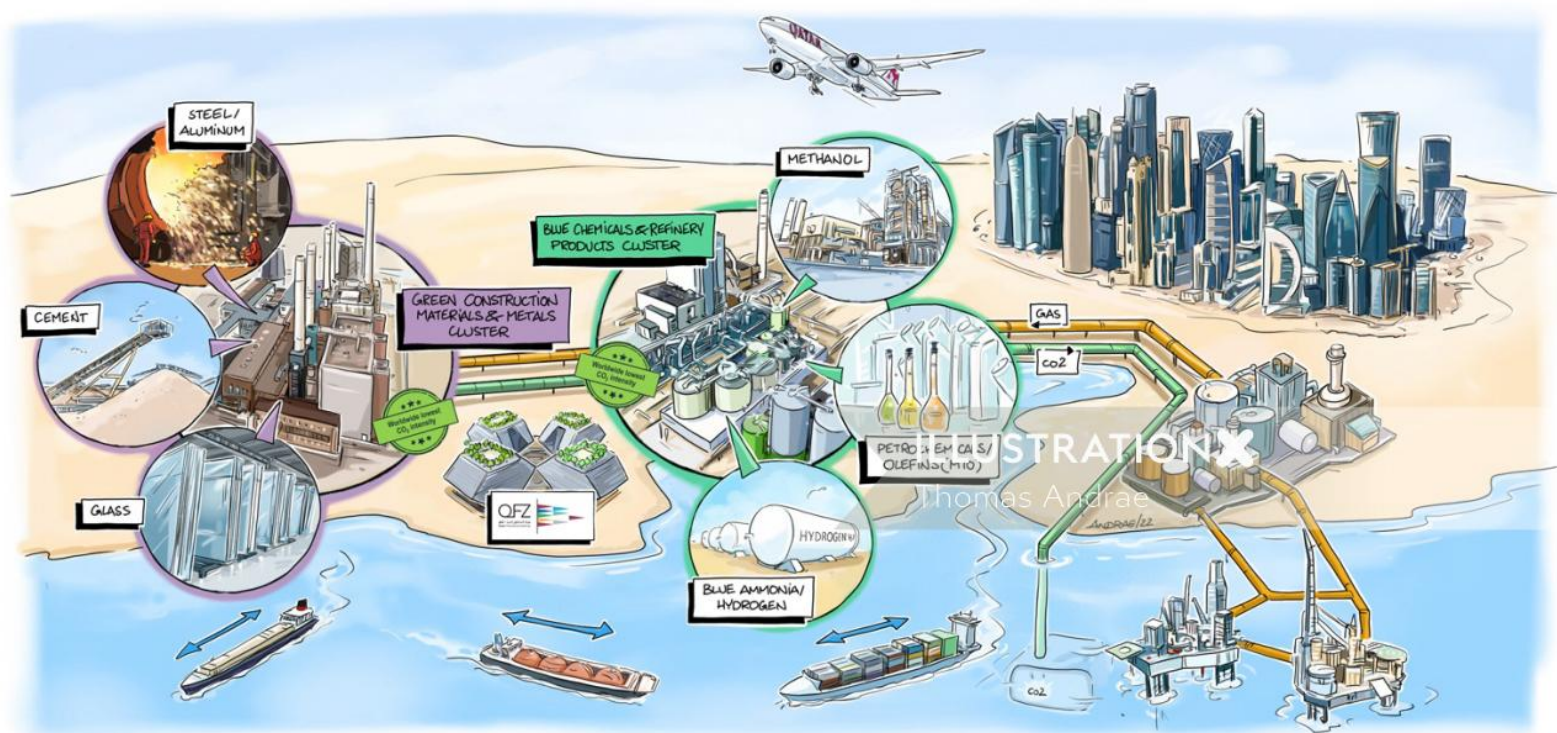 QATAR
STEEL/
ALUMINUM
METHANOL
BLUE CHEMICALS & REFINERY
PRODUCTS CLUSTER
GREEN CONSTRUCTION
MATERIALS & METALS
CLUSTER
CEMENT
GAS
CO2
Worldwide lowest
CO₂ intensity
Worldwide lowest
CO₂ intensity
PETROCHEMICALS/
OLEFINS (MTO)
ILLUSTRATIONX
Thomas Andrae
ANDRAE/22
GLASS
QFZ
HYDROGEN
BLUE AMMONIA/
HYDROGEN
CO2